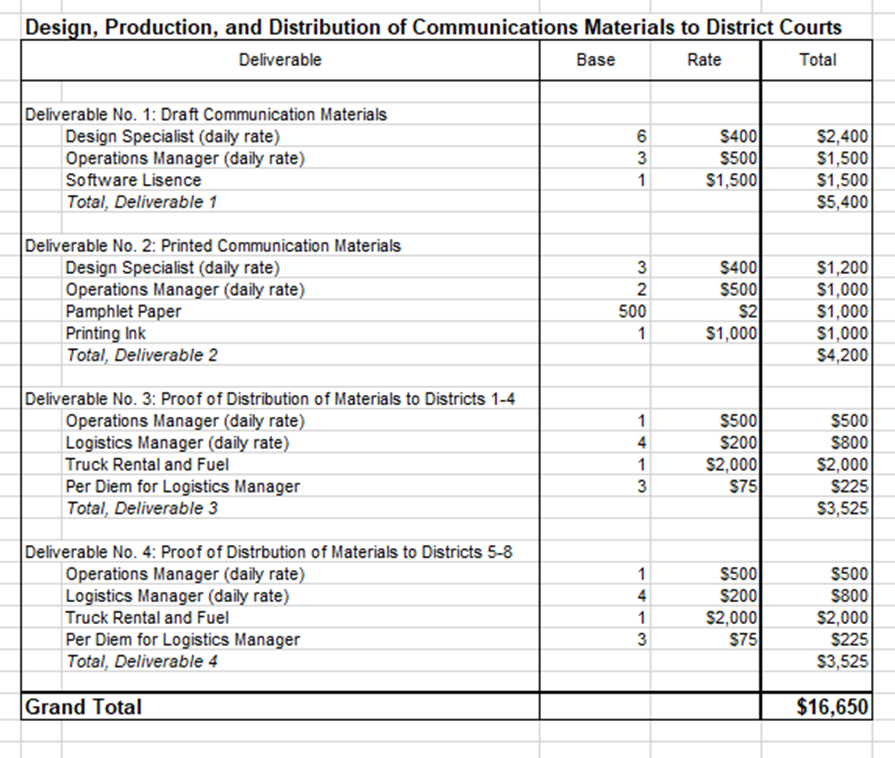 Design, Production, and Distribution of Communications Materials to District Courts
Deliverable Base Rate Total
Deliverable No. 1: Draft Communication Materials
Design Specialist (daily rate) 6 $400 $2,400
Operations Manager (daily rate) 3 $500 $1,500
Software Lisence 1 $1,500 $1,500
Total, Deliverable 1 $5,400
Deliverable No. 2: Printed Communication Materials
Design Specialist (daily rate) 3 $400 $1,200
Operations Manager (daily rate) 2 $500 $1,000
Pamphlet Paper 500 $2 $1,000
Printing Ink 1 $1,000 $1,000
Total, Deliverable 2 $4,200
Deliverable No. 3: Proof of Distribution of Materials to Districts 1-4
Operations Manager (daily rate) 1 $500 $500
Logistics Manager (daily rate) 4 $200 $800
Truck Rental and Fuel 1 $2,000 $2,000
Per Diem for Logistics Manager 3 $75 $225
Total, Deliverable 3 $3,525
Deliverable No. 4: Proof of Distrbution of Materials to Districts 5-8
Operations Manager (daily rate) 1 $500 $500
Logistics Manager (daily rate) 4 $200 $800
Truck Rental and Fuel 1 $2,000 $2,000
Per Diem for Logistics Manager 3 $75 $225
Total, Deliverable 4 $3,525
Grand Total $16,650